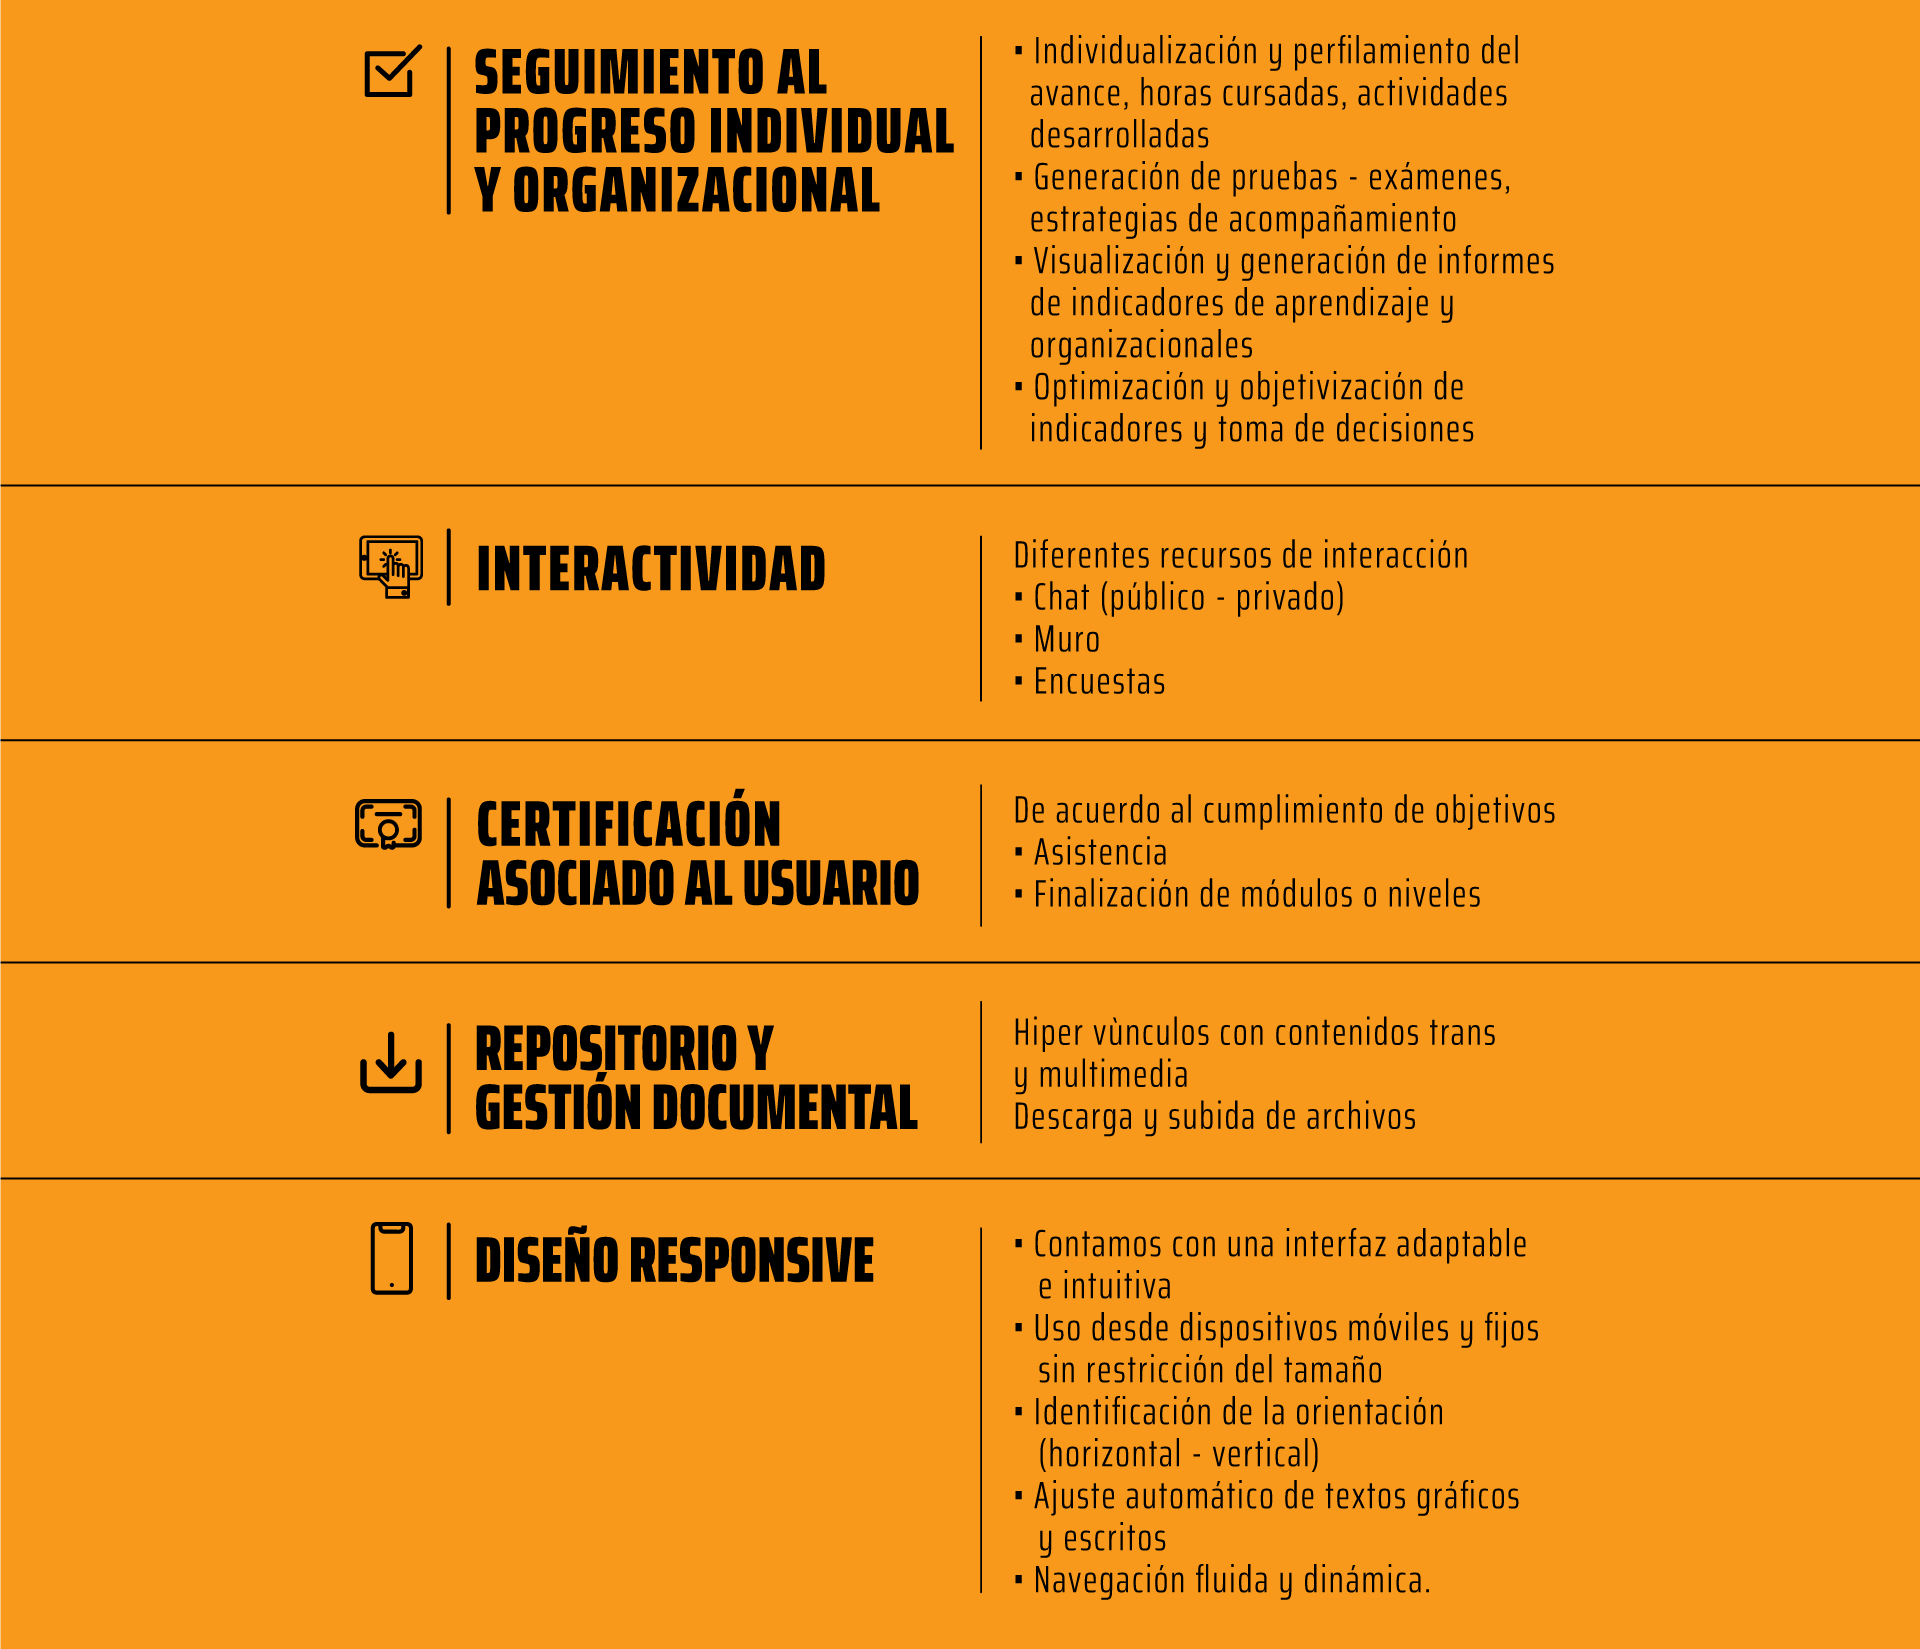 SEGUIMIENTO AL
PROGRESO INDIVIDUAL
Y ORGANIZACIONAL
▪ Individualización y perfilamiento del
avance, horas cursadas, actividades
desarrolladas
▪ Generación de pruebas - exámenes,
estrategias de acompañamiento
▪ Visualización y generación de informes
de indicadores de aprendizaje y
organizacionales
▪ Optimización y objetivización de
indicadores y toma de decisiones
INTERACTIVIDAD
Diferentes recursos de interacción
▪ Chat (público - privado)
▪ Muro
▪ Encuestas
CERTIFICACIÓN
ASOCIADO AL USUARIO
De acuerdo al cumplimiento de objetivos
▪ Asistencia
▪ Finalización de módulos o niveles
REPOSITORIO Y
GESTIÓN DOCUMENTAL
Hiper vùnculos con contenidos trans
y multimedia
Descarga y subida de archivos
DISEÑO RESPONSIVE
▪ Contamos con una interfaz adaptable
e intuitiva
▪ Uso desde dispositivos móviles y fijos
sin restricción del tamaño
▪ Identificación de la orientación
(horizontal - vertical)
▪ Ajuste automático de textos gráficos
y escritos
▪ Navegación fluida y dinámica.